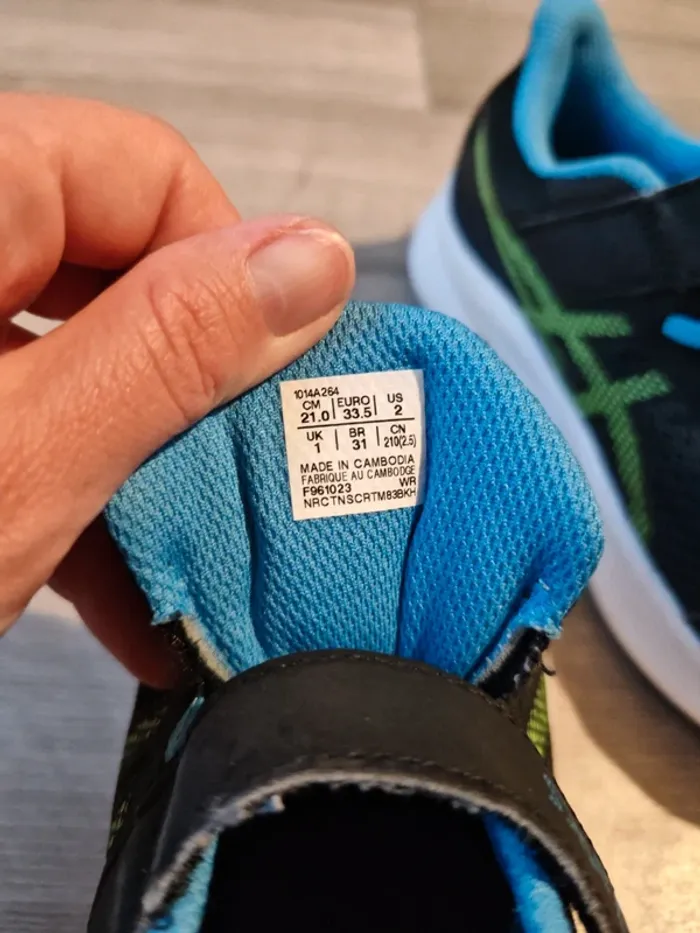 1014A264
CM EURO US
21.0 33.5 2
UK BR CN
1 31 210(2.5)
MADE IN CAMBODIA
FABRIQUE AU CAMBODGE
F961023 WR
NRCTNSCRTM83BKH